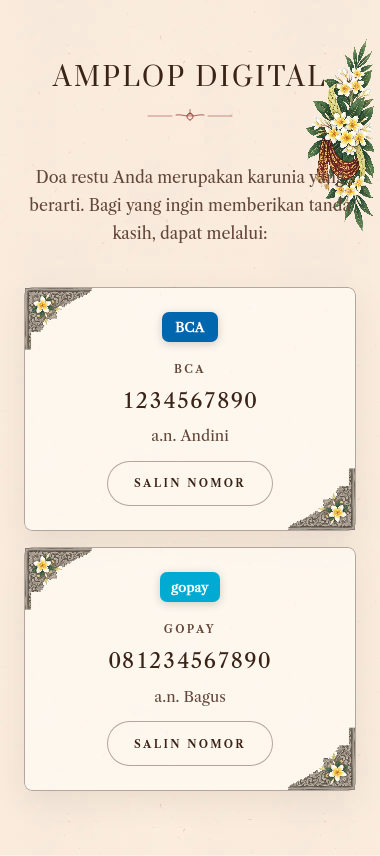 AMPLOP DIGITAL
Doa restu Anda merupakan karunia yang
berarti. Bagi yang ingin memberikan tanda
kasih, dapat melalui:
BCA
BCA
1234567890
a.n. Andini
SALIN NOMOR
gopay
GOPAY
081234567890
a.n. Bagus
SALIN NOMOR